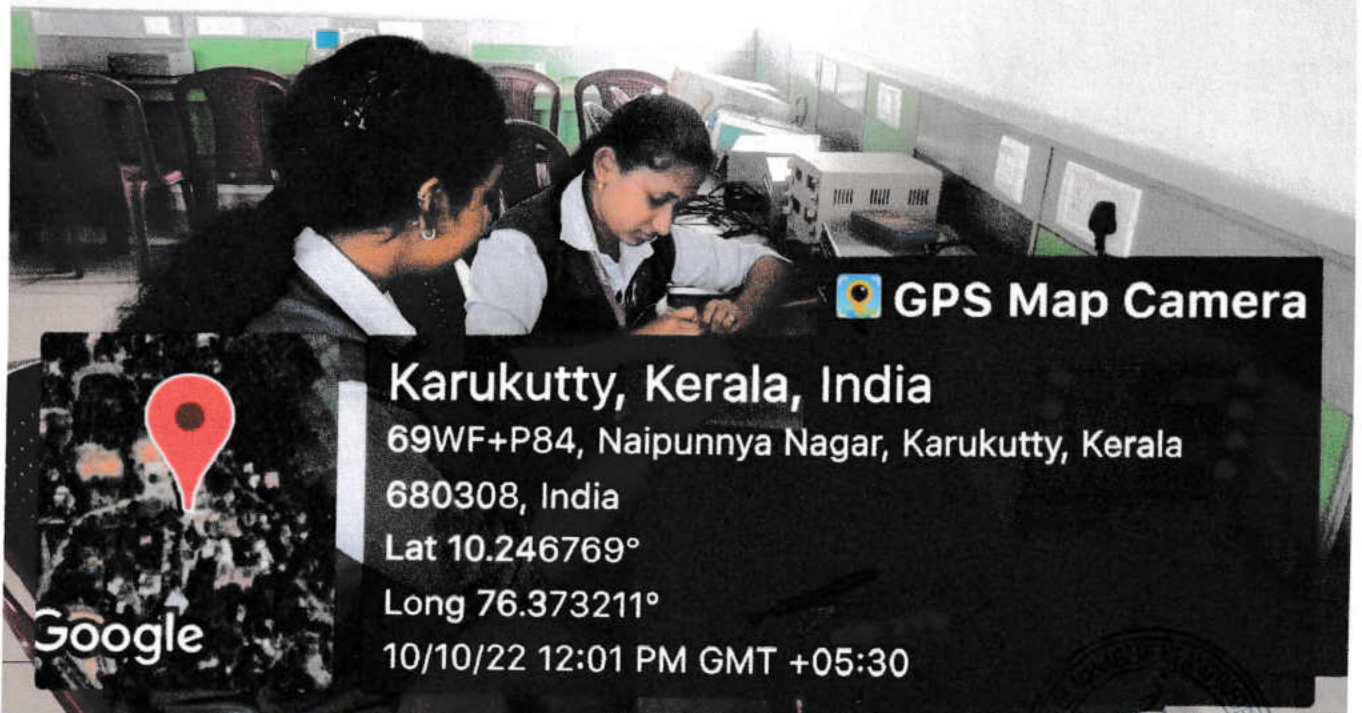 GPS Map Camera
Karukutty, Kerala, India
69WF+P84, Naipunnya Nagar, Karukutty, Kerala
680308, India
Lat 10.246769°
Long 76.373211°
10/10/22 12:01 PM GMT +05:30
Google